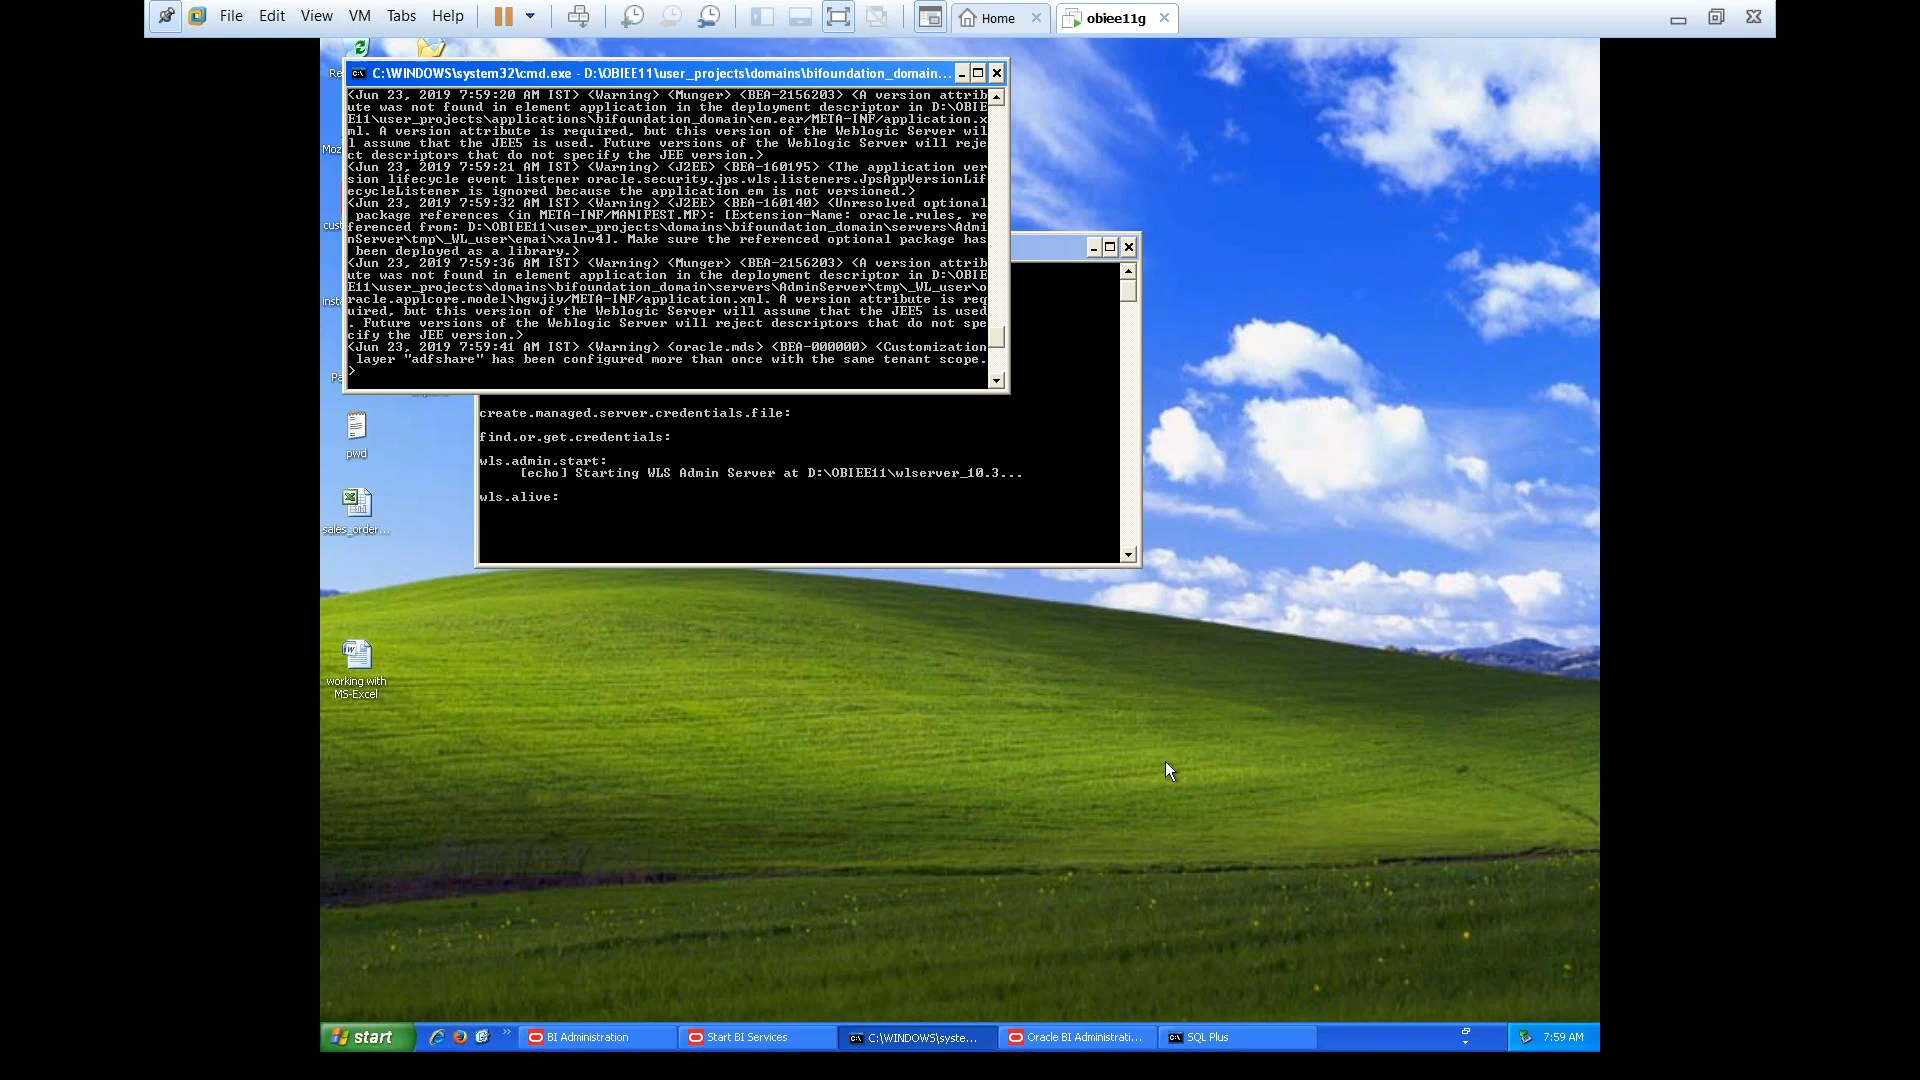 File Edit View VM Tabs Help Home obiee11g
C:\WINDOWS\system32\cmd.exe - D:\OBIEE11\user_projects\domains\bifoundation_domain...
<Jun 23, 2019 7:59:20 AM IST> <Warning> <Munger> <BEA-2156203> <A version attrib
ute was not found in element application in the deployment descriptor in D:\OBIE
E11\user_projects\applications\bifoundation_domain\em.ear/META-INF/application.x
ml. A version attribute is required, but this version of the Weblogic Server wil
l assume that the JEE5 is used. Future versions of the Weblogic Server will reje
ct descriptors that do not specify the JEE version.>
<Jun 23, 2019 7:59:21 AM IST> <Warning> <J2EE> <BEA-160195> <The application ver
sion lifecycle event listener oracle.security.jps.wls.listeners.JpsAppVersionLif
ecycleListener is ignored because the application em is not versioned.>
<Jun 23, 2019 7:59:32 AM IST> <Warning> <J2EE> <BEA-160140> <Unresolved optional
 package references (in META-INF/MANIFEST.MF): [Extension-Name: oracle.rules, re
ferenced from: D:\OBIEE11\user_projects\domains\bifoundation_domain\servers\Admi
nServer\tmp\_WL_user\emai\xalnv4]. Make sure the referenced optional package has
 been deployed as a library.>
<Jun 23, 2019 7:59:36 AM IST> <Warning> <Munger> <BEA-2156203> <A version attrib
ute was not found in element application in the deployment descriptor in D:\OBIE
E11\user_projects\domains\bifoundation_domain\servers\AdminServer\tmp\_WL_user\o
racle.applcore.model\hgwjiy/META-INF/application.xml. A version attribute is req
uired, but this version of the Weblogic Server will assume that the JEE5 is used
. Future versions of the Weblogic Server will reject descriptors that do not spe
cify the JEE version.>
<Jun 23, 2019 7:59:41 AM IST> <Warning> <oracle.mds> <BEA-000000> <Customization
 layer "adfshare" has been configured more than once with the same tenant scope.
>
create.managed.server.credentials.file:
find.or.get.credentials:
wls.admin.start:
[echo] Starting WLS Admin Server at D:\OBIEE11\wlserver_10.3...
wls.alive:
Re
Moz
cust
insta
Pa
pwd
sales_order...
working with
MS-Excel
start BI Administration Start BI Services C:\WINDOWS\syste... Oracle BI Administrati... SQL Plus 7:59 AM